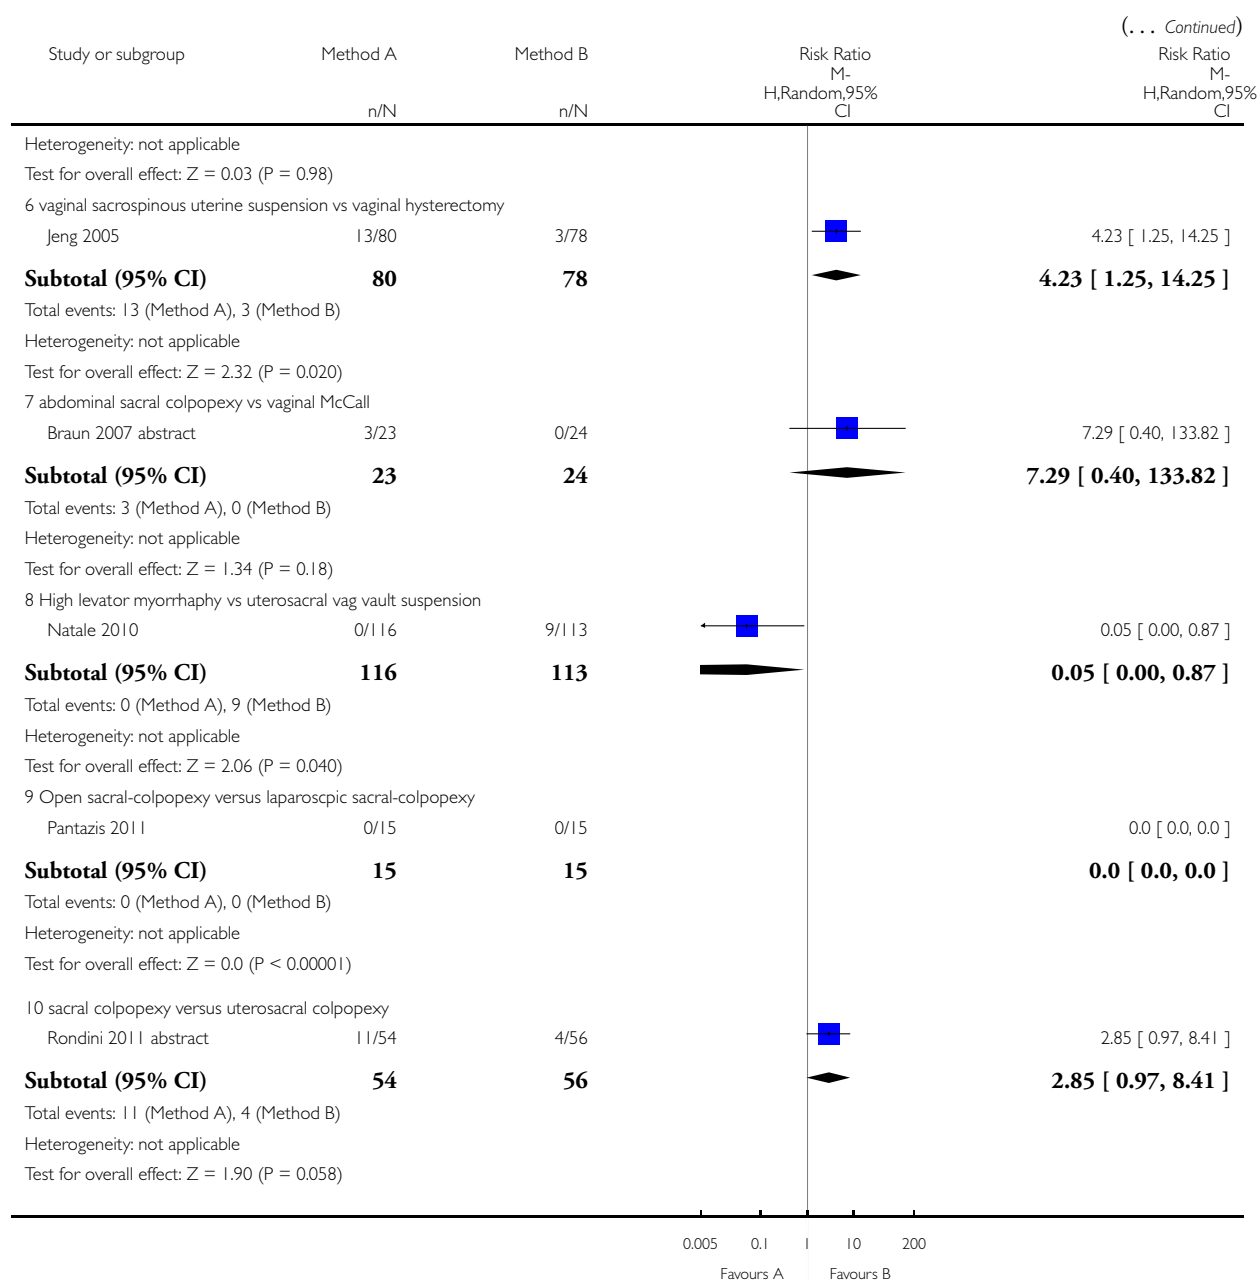 (... Continued)
Study or subgroup Method A Method B Risk Ratio Risk Ratio
M- M-
H,Random,95% H,Random,95%
n/N n/N CI CI
Heterogeneity: not applicable
Test for overall effect: Z = 0.03 (P = 0.98)
6 vaginal sacrospinous uterine suspension vs vaginal hysterectomy
Jeng 2005 13/80 3/78 4.23 [ 1.25, 14.25 ]
Subtotal (95% CI) 80 78 4.23 [ 1.25, 14.25 ]
Total events: 13 (Method A), 3 (Method B)
Heterogeneity: not applicable
Test for overall effect: Z = 2.32 (P = 0.020)
7 abdominal sacral colpopexy vs vaginal McCall
Braun 2007 abstract 3/23 0/24 7.29 [ 0.40, 133.82 ]
Subtotal (95% CI) 23 24 7.29 [ 0.40, 133.82 ]
Total events: 3 (Method A), 0 (Method B)
Heterogeneity: not applicable
Test for overall effect: Z = 1.34 (P = 0.18)
8 High levator myorrhaphy vs uterosacral vag vault suspension
Natale 2010 0/116 9/113 0.05 [ 0.00, 0.87 ]
Subtotal (95% CI) 116 113 0.05 [ 0.00, 0.87 ]
Total events: 0 (Method A), 9 (Method B)
Heterogeneity: not applicable
Test for overall effect: Z = 2.06 (P = 0.040)
9 Open sacral-colpopexy versus laparoscpic sacral-colpopexy
Pantazis 2011 0/15 0/15 0.0 [ 0.0, 0.0 ]
Subtotal (95% CI) 15 15 0.0 [ 0.0, 0.0 ]
Total events: 0 (Method A), 0 (Method B)
Heterogeneity: not applicable
Test for overall effect: Z = 0.0 (P < 0.00001)
10 sacral colpopexy versus uterosacral colpopexy
Rondini 2011 abstract 11/54 4/56 2.85 [ 0.97, 8.41 ]
Subtotal (95% CI) 54 56 2.85 [ 0.97, 8.41 ]
Total events: 11 (Method A), 4 (Method B)
Heterogeneity: not applicable
Test for overall effect: Z = 1.90 (P = 0.058)
0.005 0.1 1 10 200
Favours A Favours B